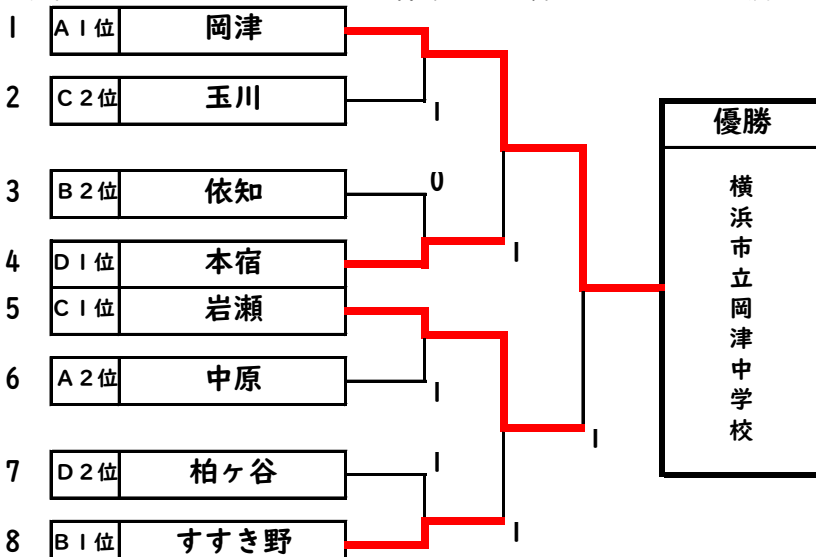 1 A1位 岡津
2 C2位 玉川
1
3 B2位 依知
0
4 D1位 本宿
1
5 C1位 岩瀬
6 A2位 中原
1
1
7 D2位 柏ヶ谷
1
8 B1位 すすき野
1
優勝
横浜市立岡津中学校